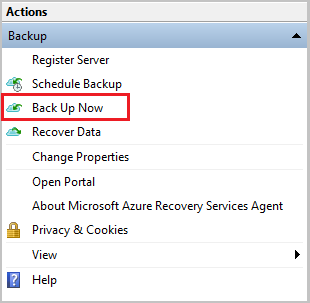 Actions
Backup
Register Server
Schedule Backup
Back Up Now
Recover Data
Change Properties
Open Portal
About Microsoft Azure Recovery Services Agent
Privacy & Cookies
View
Help